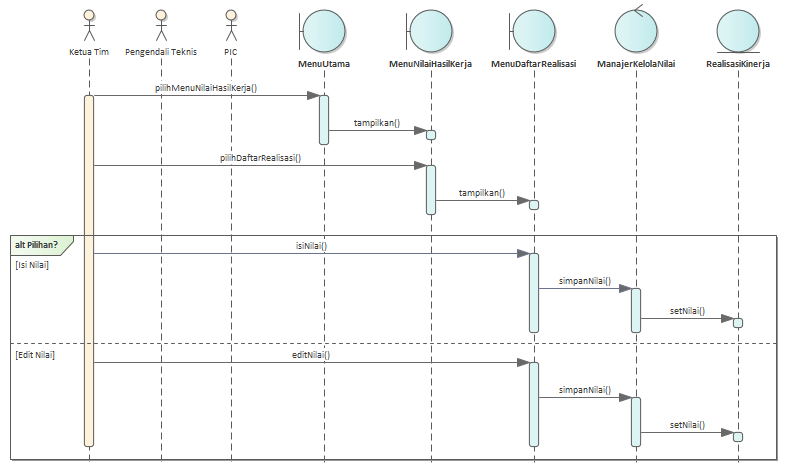 Ketua Tim
Pengendali Teknis
PIC
MenuUtama
MenuNilaiHasilKerja
MenuDaftarRealisasi
ManajerKelolaNilai
RealisasiKinerja
pilihMenuNilaiHasilKerja()
tampilkan()
pilihDaftarRealisasi()
tampilkan()
alt Pilihan?
[Isi Nilai]
isiNilai()
simpanNilai()
setNilai()
[Edit Nilai]
editNilai()
simpanNilai()
setNilai()